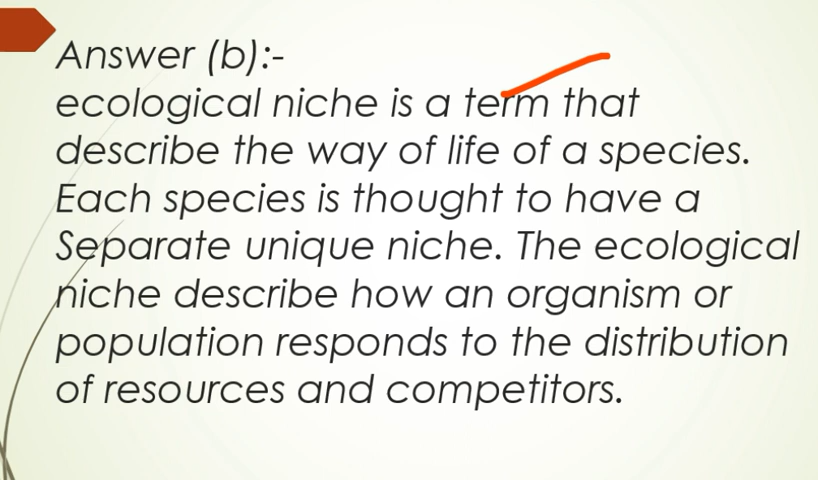 Answer (b):-
ecological niche is a term that
describe the way of life of a species.
Each species is thought to have a
Separate unique niche. The ecological
niche describe how an organism or
population responds to the distribution
of resources and competitors.